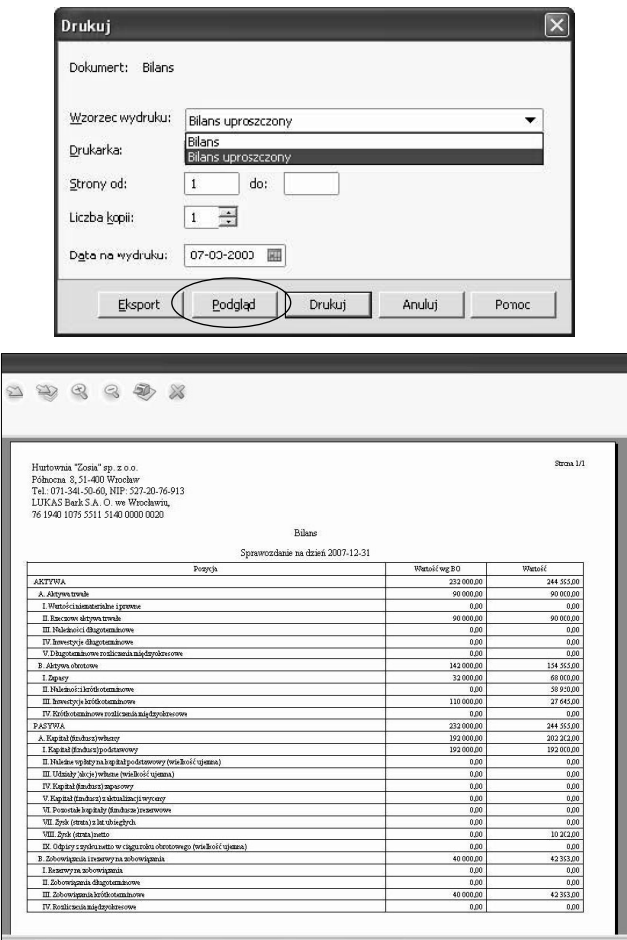 Drukuj
Dokument: Bilans
Wzorzec wydruku: Bilans uproszczony
Bilans
Drukarka: Bilans uproszczony
Strony od: 1 do:
Liczba kopii: 1
Data na wydruku:
Eksport Podgląd Drukuj Anuluj Pomoc
Strona 1/1
Hurtownia "Zosia" sp. z o.o.
Północna 8, 51-400 Wrocław
Tel.: 071-341-50-60, NIP: 527-20-76-913
LUKAS Bank S.A. O. we Wrocławiu,
76 1940 1075 5511 5140 0000 0020
Bilans
Sprawozdanie na dzień 2007-12-31
Pozycja Wartość wg BO Wartość
AKTYWA 232 000,00 244 595,00
A. Aktywa trwałe 90 000,00 90 000,00
I. Wartości niematerialne i prawne 0,00 0,00
II. Rzeczowe aktywa trwałe 90 000,00 90 000,00
III. Należności długoterminowe 0,00 0,00
IV. Inwestycje długoterminowe 0,00 0,00
V. Długoterminowe rozliczenia międzyokresowe 0,00 0,00
B. Aktywa obrotowe 142 000,00 154 595,00
I. Zapasy 32 000,00 68 000,00
II. Należności krótkoterminowe 0,00 58 950,00
III. Inwestycje krótkoterminowe 110 000,00 27 645,00
IV. Krótkoterminowe rozliczenia międzyokresowe 0,00 0,00
PASYWA 232 000,00 244 595,00
A. Kapitał (fundusz) własny 192 000,00 202 202,00
I. Kapitał (fundusz) podstawowy 192 000,00 192 000,00
II. Należne wpłaty na kapitał podstawowy (wielkość ujemna) 0,00 0,00
III. Udziały (akcje) własne (wielkość ujemna) 0,00 0,00
IV. Kapitał (fundusz) zapasowy 0,00 0,00
V. Kapitał (fundusz) z aktualizacji wyceny 0,00 0,00
VI. Pozostałe kapitały (fundusze) rezerwowe 0,00 0,00
VII. Zysk (strata) z lat ubiegłych 0,00 0,00
VIII. Zysk (strata) netto 0,00 10 202,00
IX. Odpisy z zysku netto w ciągu roku obrotowego (wielkość ujemna) 0,00 0,00
B. Zobowiązania i rezerwy na zobowiązania 40 000,00 42 393,00
I. Rezerwy na zobowiązania 0,00 0,00
II. Zobowiązania długoterminowe 0,00 0,00
III. Zobowiązania krótkoterminowe 40 000,00 42 393,00
IV. Rozliczenia międzyokresowe 0,00 0,00